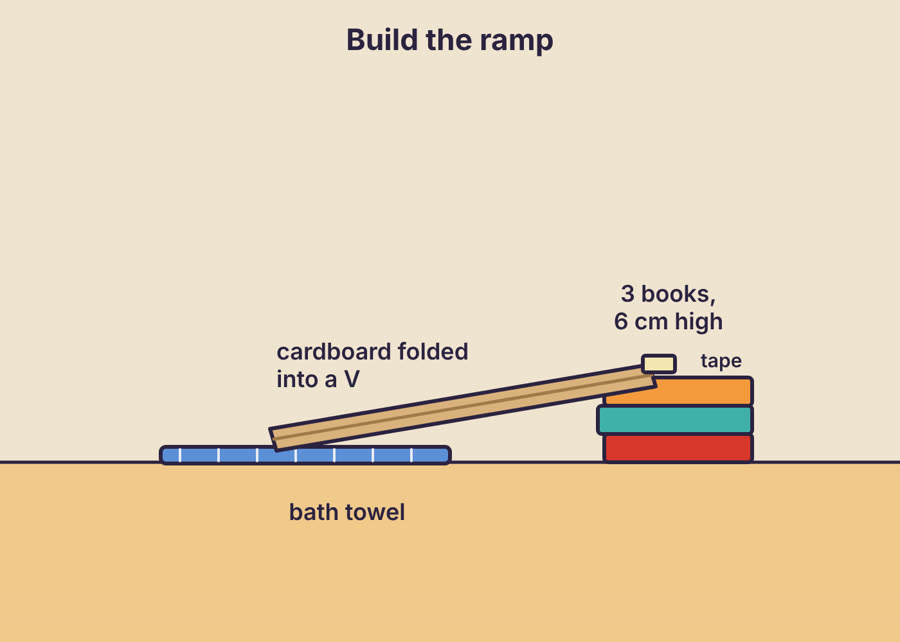 Build the ramp
3 books,
6 cm high
cardboard folded
into a V
tape
bath towel